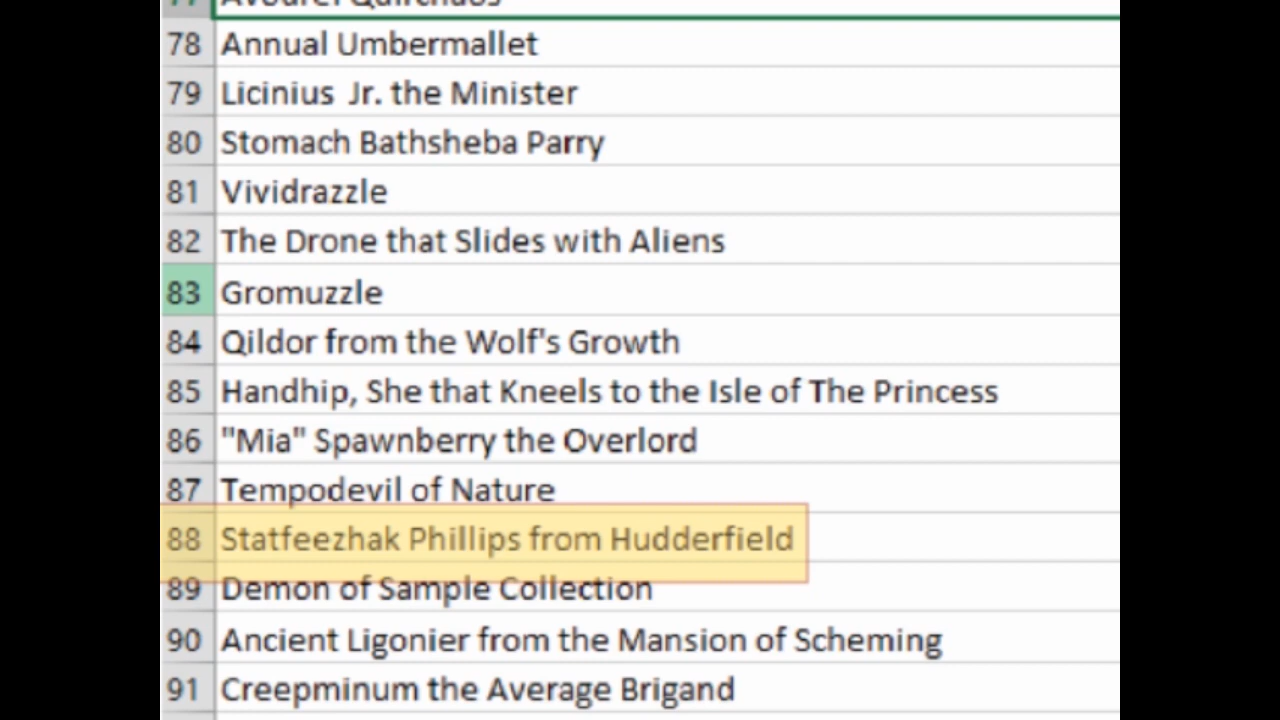 78 Annual Umbermallet
79 Licinius Jr. the Minister
80 Stomach Bathsheba Parry
81 Vividrazzle
82 The Drone that Slides with Aliens
83 Gromuzzle
84 Qildor from the Wolf's Growth
85 Handhip, She that Kneels to the Isle of The Princess
86 "Mia" Spawnberry the Overlord
87 Tempodevil of Nature
88 Statfeezhak Phillips from Hudderfield
89 Demon of Sample Collection
90 Ancient Ligonier from the Mansion of Scheming
91 Creepminum the Average Brigand